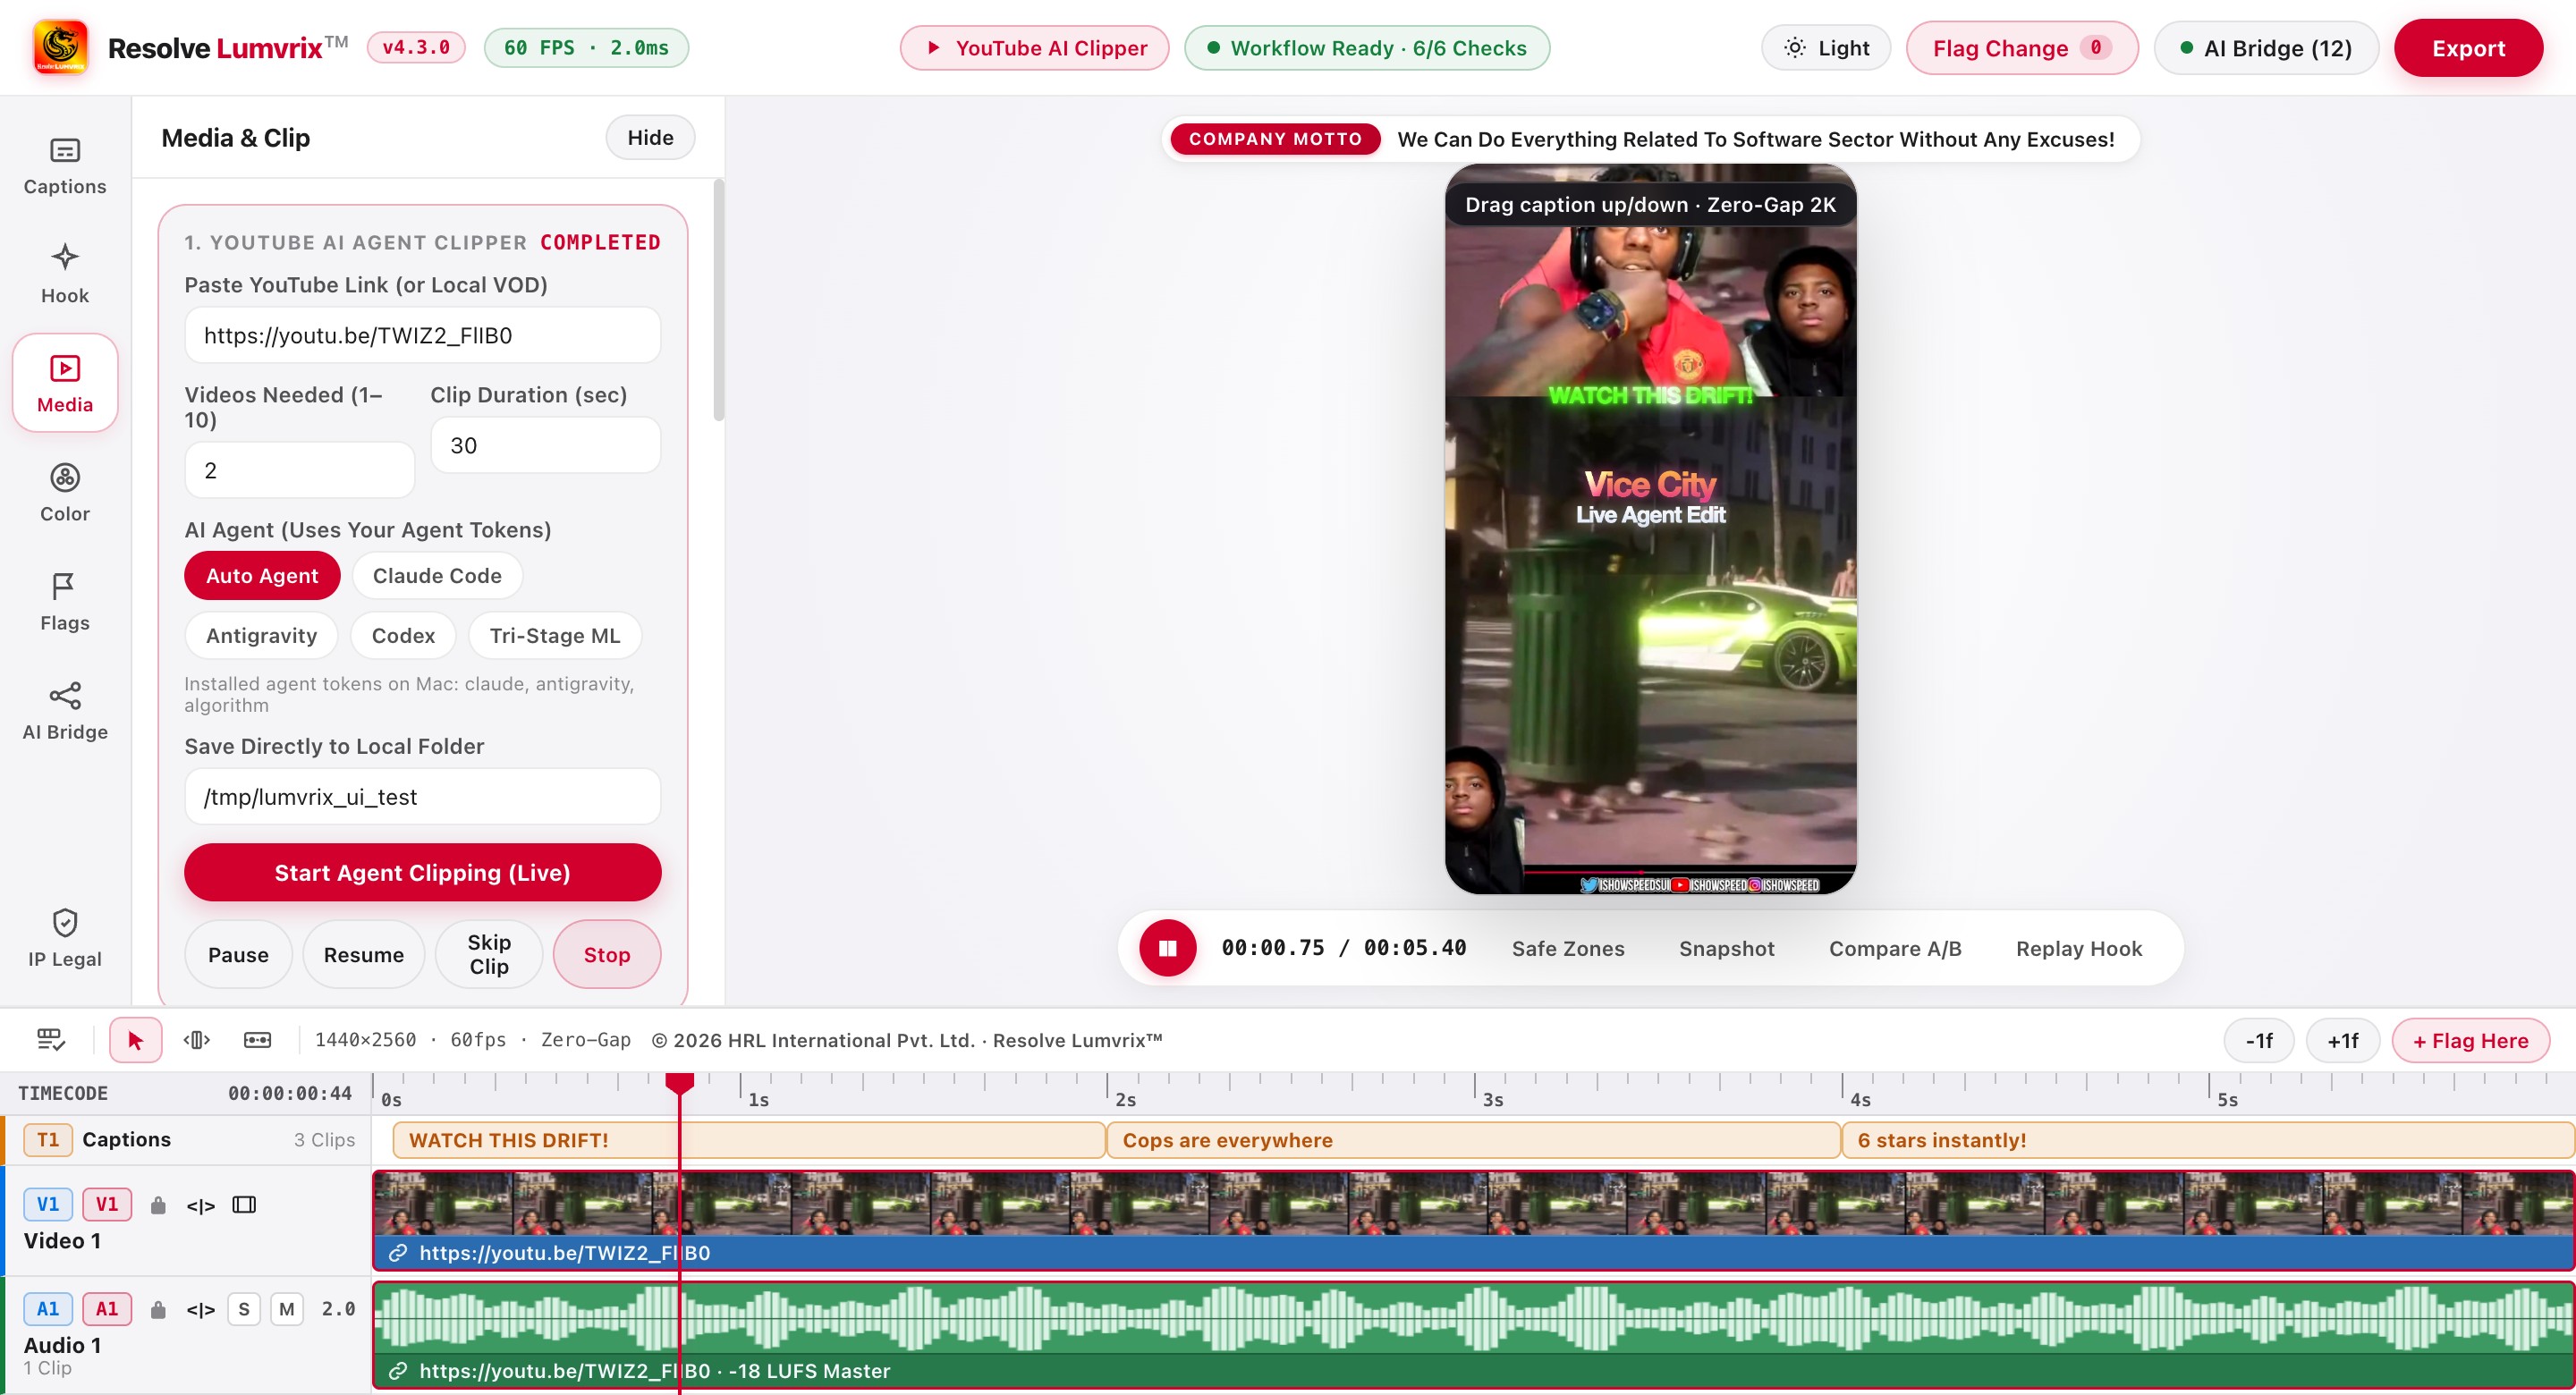 Resolve Lumvrix™
v4.3.0
60 FPS · 2.0ms
YouTube AI Clipper
Workflow Ready · 6/6 Checks
Light
Flag Change 0
AI Bridge (12)
Export
Captions
Hook
Media
Color
Flags
AI Bridge
IP Legal
Media & Clip
Hide
1. YOUTUBE AI AGENT CLIPPER COMPLETED
Paste YouTube Link (or Local VOD)
https://youtu.be/TWIZ2_FlIB0
Videos Needed (1–
10)
2
Clip Duration (sec)
30
AI Agent (Uses Your Agent Tokens)
Auto Agent
Claude Code
Antigravity
Codex
Tri-Stage ML
Installed agent tokens on Mac: claude, antigravity,
algorithm
Save Directly to Local Folder
/tmp/lumvrix_ui_test
Start Agent Clipping (Live)
Pause
Resume
Skip
Clip
Stop
COMPANY MOTTO
We Can Do Everything Related To Software Sector Without Any Excuses!
Drag caption up/down · Zero-Gap 2K
WATCH THIS DRIFT!
Vice City
Live Agent Edit
ISHOWSPEEDSUI ISHOWSPEED ISHOWSPEED
00:00.75 / 00:05.40
Safe Zones
Snapshot
Compare A/B
Replay Hook
1440×2560 · 60fps · Zero-Gap
© 2026 HRL International Pvt. Ltd. · Resolve Lumvrix™
-1f
+1f
+ Flag Here
TIMECODE 00:00:00:44
0s 1s 2s 3s 4s 5s
T1 Captions 3 Clips
WATCH THIS DRIFT!
Cops are everywhere
6 stars instantly!
V1 V1 <|>
Video 1
https://youtu.be/TWIZ2_FlIB0
A1 A1 <|> S M 2.0
Audio 1
1 Clip
https://youtu.be/TWIZ2_FlIB0 · -18 LUFS Master